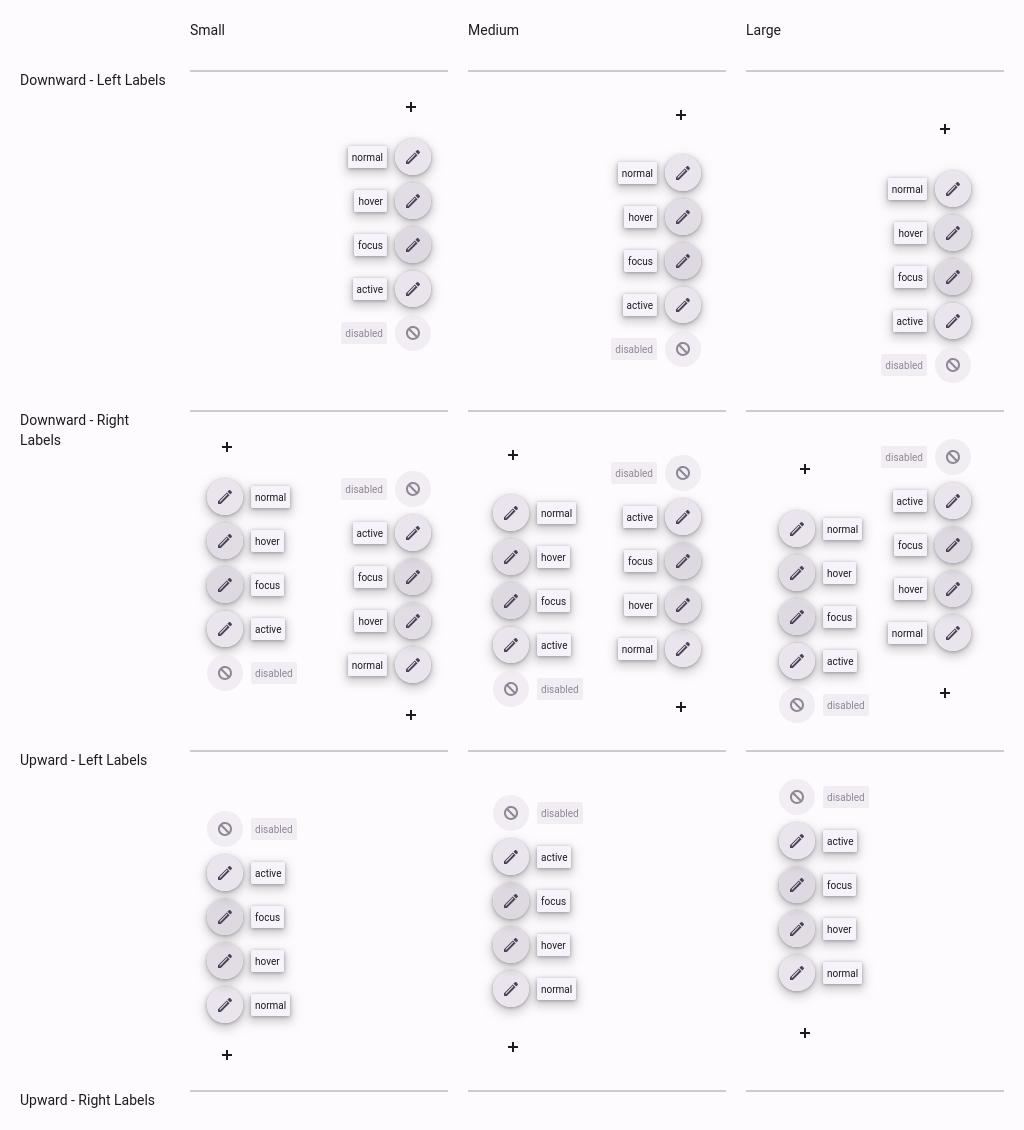 Small
Medium
Large
Downward - Left Labels
normal
hover
focus
active
disabled
normal
hover
focus
active
disabled
normal
hover
focus
active
disabled
Downward - Right
Labels
normal
hover
focus
active
disabled
disabled
active
focus
hover
normal
normal
hover
focus
active
disabled
disabled
active
focus
hover
normal
normal
hover
focus
active
disabled
disabled
active
focus
hover
normal
Upward - Left Labels
disabled
active
focus
hover
normal
disabled
active
focus
hover
normal
disabled
active
focus
hover
normal
Upward - Right Labels